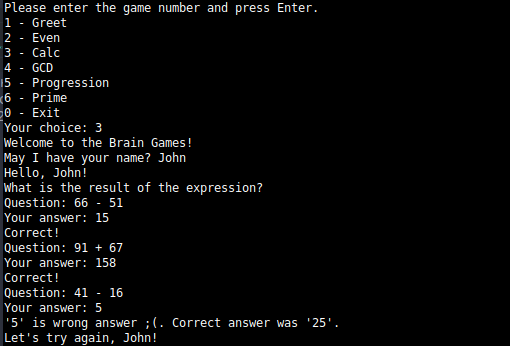 Please enter the game number and press Enter.
1 - Greet
2 - Even
3 - Calc
4 - GCD
5 - Progression
6 - Prime
0 - Exit
Your choice: 3
Welcome to the Brain Games!
May I have your name? John
Hello, John!
What is the result of the expression?
Question: 66 - 51
Your answer: 15
Correct!
Question: 91 + 67
Your answer: 158
Correct!
Question: 41 - 16
Your answer: 5
'5' is wrong answer ;(. Correct answer was '25'.
Let's try again, John!